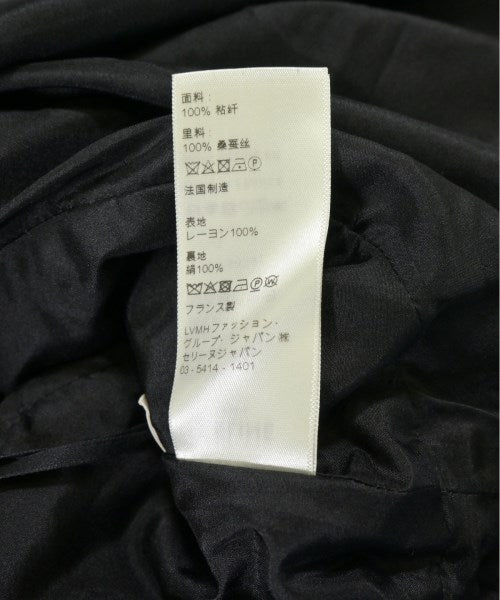 面料：
100% 粘纤
里料：
100% 桑蚕丝
法国制造
表地
レーヨン100%
裏地
絹100%
フランス製
LVMHファッション・
グループ・ジャパン ㈱
セリーヌジャパン
03 - 5414 - 1401